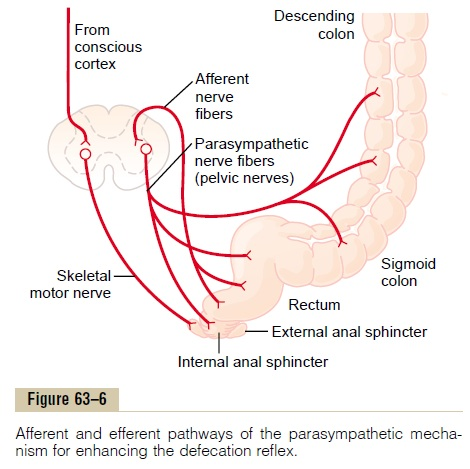 From
conscious
cortex
Descending
colon
Afferent
nerve
fibers
Parasympathetic
nerve fibers
(pelvic nerves)
Skeletal
motor nerve
Sigmoid
colon
Rectum
External anal sphincter
Internal anal sphincter
Figure 63–6
Afferent and efferent pathways of the parasympathetic mecha-
nism for enhancing the defecation reflex.